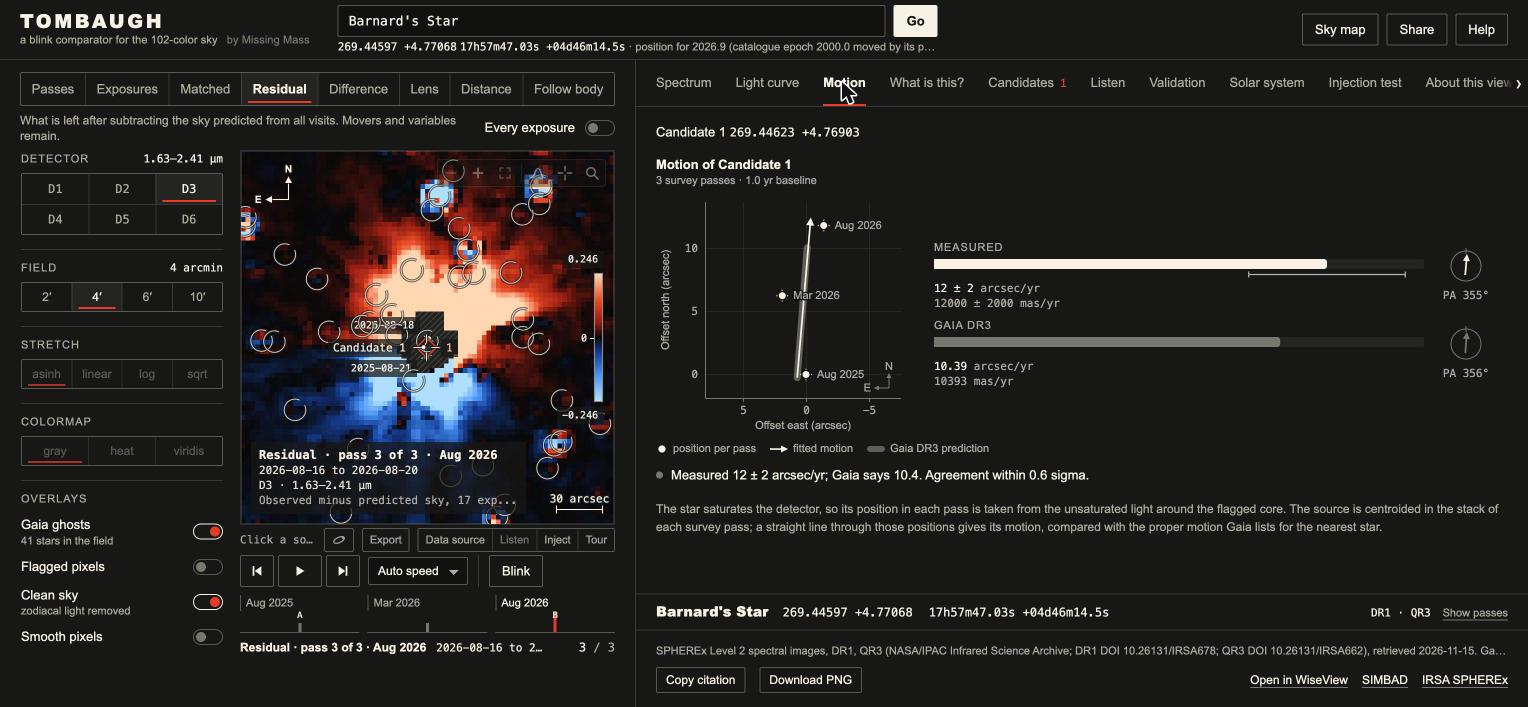 TOMBAUGH
a blink comparator for the 102-color sky by Missing Mass
Barnard's Star
Go
269.44597 +4.77068 17h57m47.03s +04d46m14.5s · position for 2026.9 (catalogue epoch 2000.0 moved by its p…
Sky map
Share
Help
Passes Exposures Matched Residual Difference Lens Distance Follow body
What is left after subtracting the sky predicted from all visits. Movers and variables
remain.
Every exposure
DETECTOR 1.63–2.41 µm
D1 D2 D3
D4 D5 D6
FIELD 4 arcmin
2′ 4′ 6′ 10′
STRETCH
asinh linear log sqrt
COLORMAP
gray heat viridis
OVERLAYS
Gaia ghosts
41 stars in the field
Flagged pixels
Clean sky
zodiacal light removed
Smooth pixels
N
E
0.246
0
−0.246
2025-08-18
Candidate 1 1
2025-08-21
Residual · pass 3 of 3 · Aug 2026
2026-08-16 to 2026-08-20
D3 · 1.63–2.41 µm
Observed minus predicted sky, 17 exp...
30 arcsec
Click a so…
Export
Data source Listen Inject Tour
Auto speed
Blink
Aug 2025 Mar 2026 Aug 2026
A B
Residual · pass 3 of 3 · Aug 2026 2026-08-16 to 2… 3 / 3
Spectrum Light curve Motion What is this? Candidates 1 Listen Validation Solar system Injection test About this view ›
Candidate 1 269.44623 +4.76903
Motion of Candidate 1
3 survey passes · 1.0 yr baseline
Offset north (arcsec)
10
5
0
Aug 2026
Mar 2026
Aug 2025
N
E
5 0 −5
Offset east (arcsec)
MEASURED
12 ± 2 arcsec/yr
12000 ± 2000 mas/yr
PA 355°
GAIA DR3
10.39 arcsec/yr
10393 mas/yr
PA 356°
position per pass fitted motion Gaia DR3 prediction
Measured 12 ± 2 arcsec/yr; Gaia says 10.4. Agreement within 0.6 sigma.
The star saturates the detector, so its position in each pass is taken from the unsaturated light around the flagged core. The source is centroided in the stack of
each survey pass; a straight line through those positions gives its motion, compared with the proper motion Gaia lists for the nearest star.
Barnard's Star 269.44597 +4.77068 17h57m47.03s +04d46m14.5s
DR1 · QR3 Show passes
SPHEREx Level 2 spectral images, DR1, QR3 (NASA/IPAC Infrared Science Archive; DR1 DOI 10.26131/IRSA678; QR3 DOI 10.26131/IRSA662), retrieved 2026-11-15. Ga…
Copy citation
Download PNG
Open in WiseView SIMBAD IRSA SPHEREx